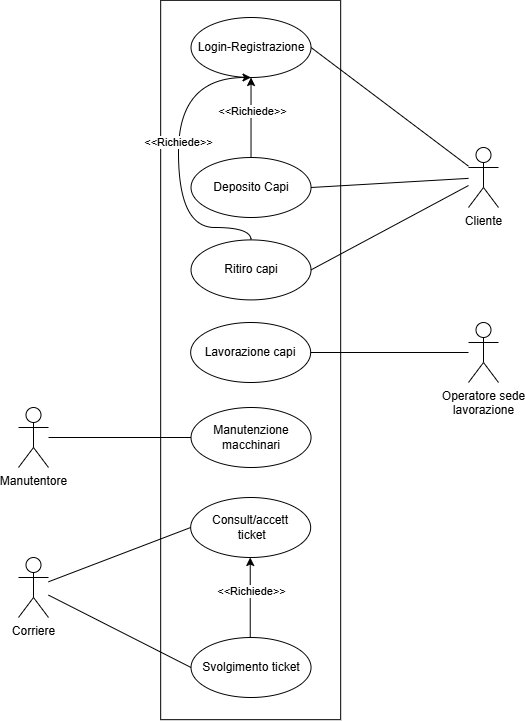 Login-Registrazione
<<Richiede>>
<<Richiede>>
Deposito Capi
Cliente
Ritiro capi
Lavorazione capi
Operatore sede
lavorazione
Manutenzione
macchinari
Manutentore
Consult/accett
ticket
<<Richiede>>
Corriere
Svolgimento ticket